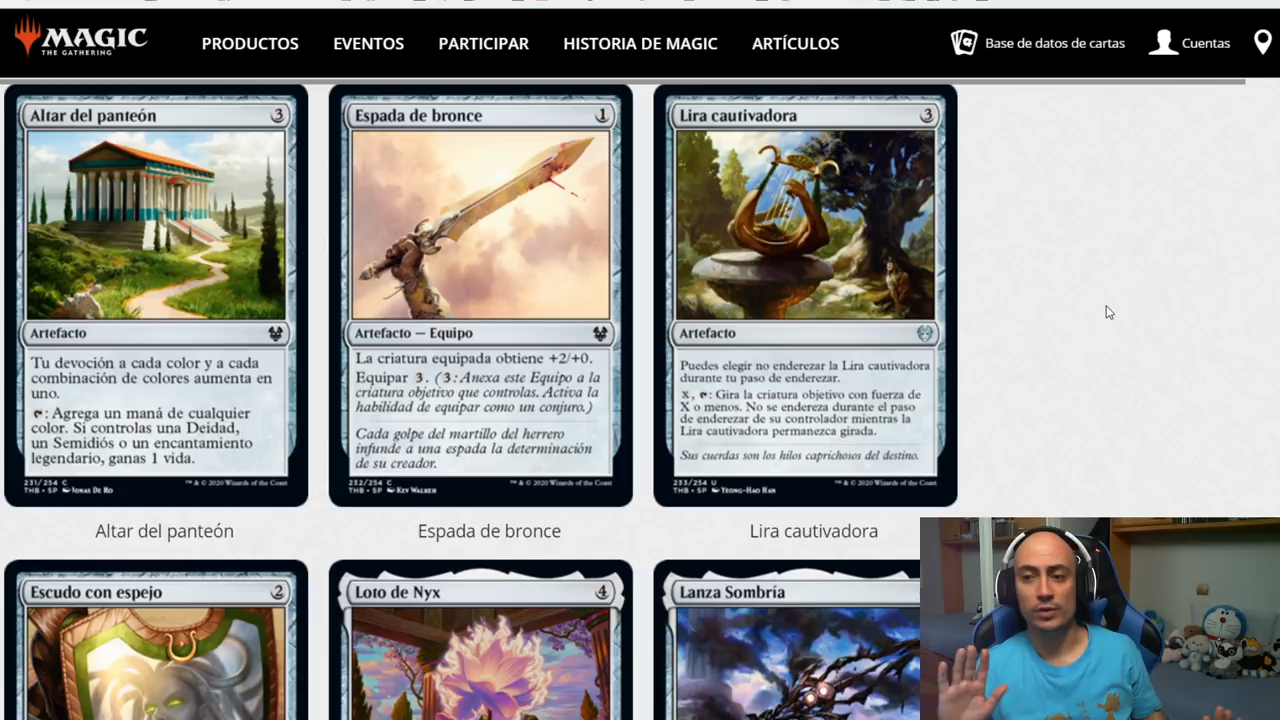 MAGIC
THE GATHERING
PRODUCTOS
EVENTOS
PARTICIPAR
HISTORIA DE MAGIC
ARTÍCULOS
Base de datos de cartas
Cuentas
Altar del panteón 3
Artefacto
Tu devoción a cada color y a cada
combinación de colores aumenta en
uno.
: Agrega un maná de cualquier
color. Si controlas una Deidad,
un Semidiós o un encantamiento
legendario, ganas 1 vida.
231/254 C
THB • SP Jonas De Ro
™ & © 2020 Wizards of the Coast
Altar del panteón
Espada de bronce 1
Artefacto — Equipo
La criatura equipada obtiene +2/+0.
Equipar 3. (3: Anexa este Equipo a la
criatura objetivo que controlas. Activa la
habilidad de equipar como un conjuro.)
Cada golpe del martillo del herrero
infunde a una espada la determinación
de su creador.
232/254 C
THB • SP Key Walker
™ & © 2020 Wizards of the Coast
Espada de bronce
Lira cautivadora 3
Artefacto
Puedes elegir no enderezar la Lira cautivadora
durante tu paso de enderezar.
X, : Gira la criatura objetivo con fuerza de
X o menos. No se endereza durante el paso
de enderezar de su controlador mientras la
Lira cautivadora permanezca girada.
Sus cuerdas son los hilos caprichosos del destino.
233/254 U
THB • SP Yeong-Hao Han
™ & © 2020 Wizards of the Coast
Lira cautivadora
Escudo con espejo 2
Loto de Nyx 4
Lanza Sombría